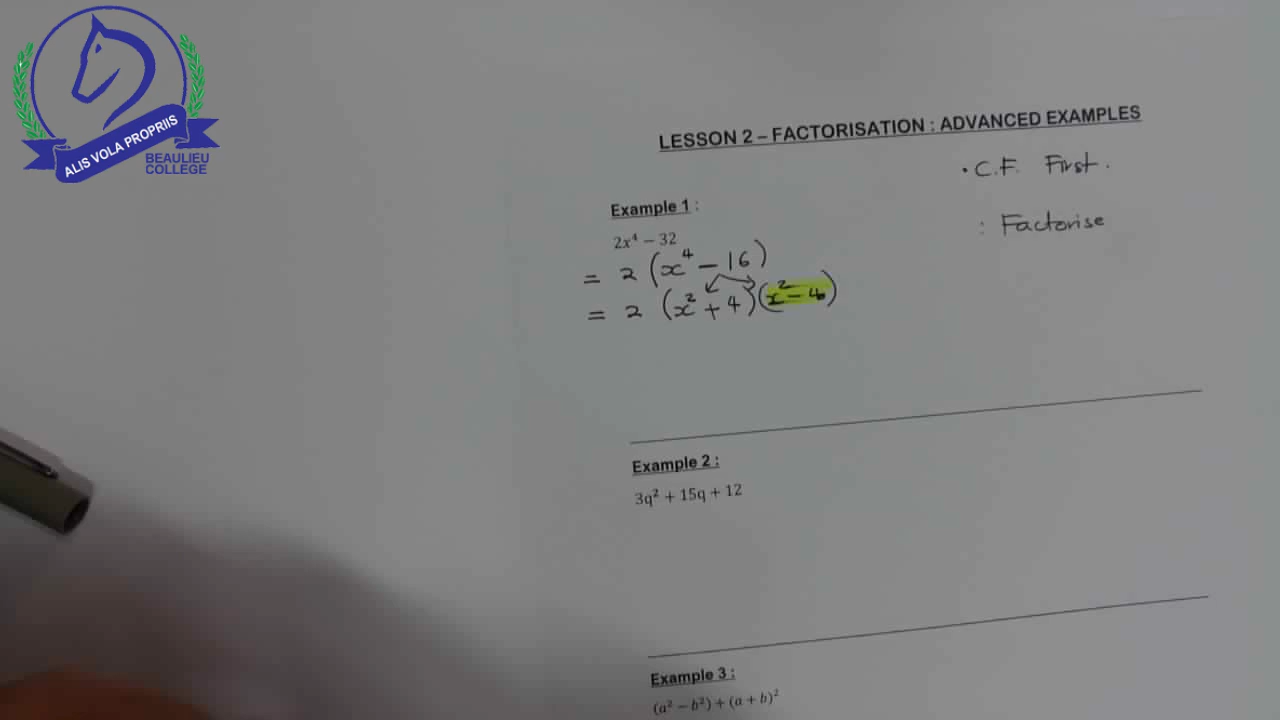 ALIS VOLA PROPRIIS
BEAULIEU
COLLEGE
LESSON 2 – FACTORISATION : ADVANCED EXAMPLES
• C.F. First.
: Factorise
Example 1 :
2x⁴ − 32
= 2 (x⁴ − 16)
= 2 (x² + 4)(x² − 4)
Example 2 :
3q² + 15q + 12
Example 3 :
(a² − b²) + (a + b)²